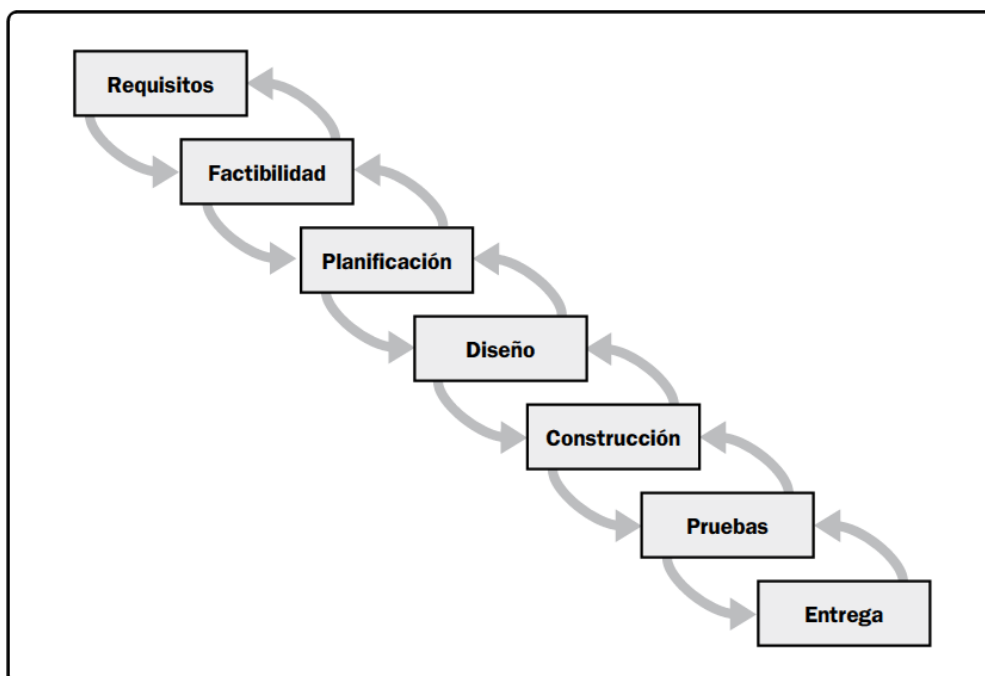 Requisitos
Factibilidad
Planificación
Diseño
Construcción
Pruebas
Entrega